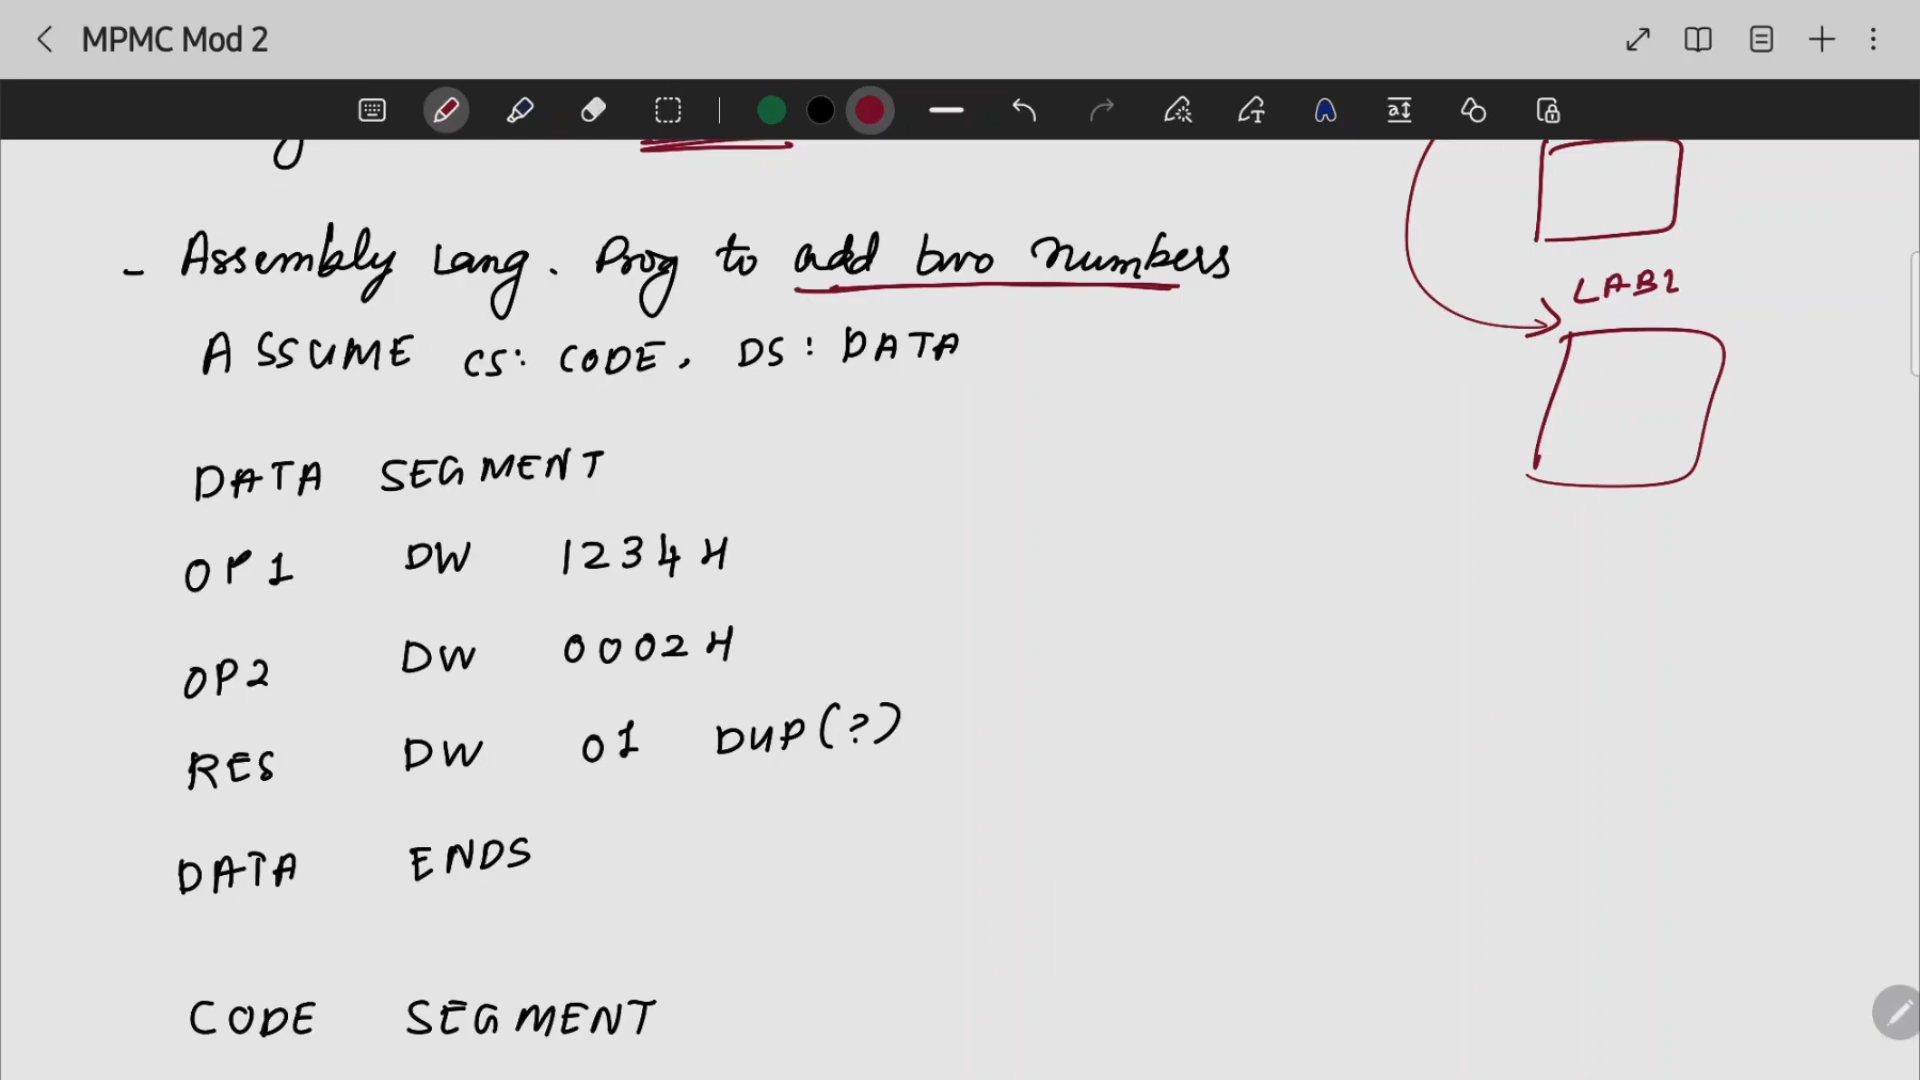 MPMC Mod 2
- Assembly Lang. Prog to add two numbers
LAB2
ASSUME CS: CODE, DS: DATA
DATA SEGMENT
OP1 DW 1234H
OP2 DW 0002H
RES DW 01 DUP(?)
DATA ENDS
CODE SEGMENT